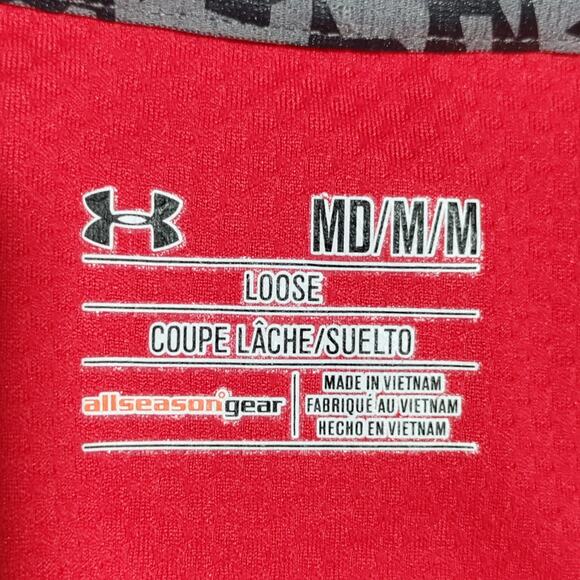 MD/M/M
LOOSE
COUPE LÂCHE/SUELTO
allseasongear
MADE IN VIETNAM
FABRIQUÉ AU VIETNAM
HECHO EN VIETNAM